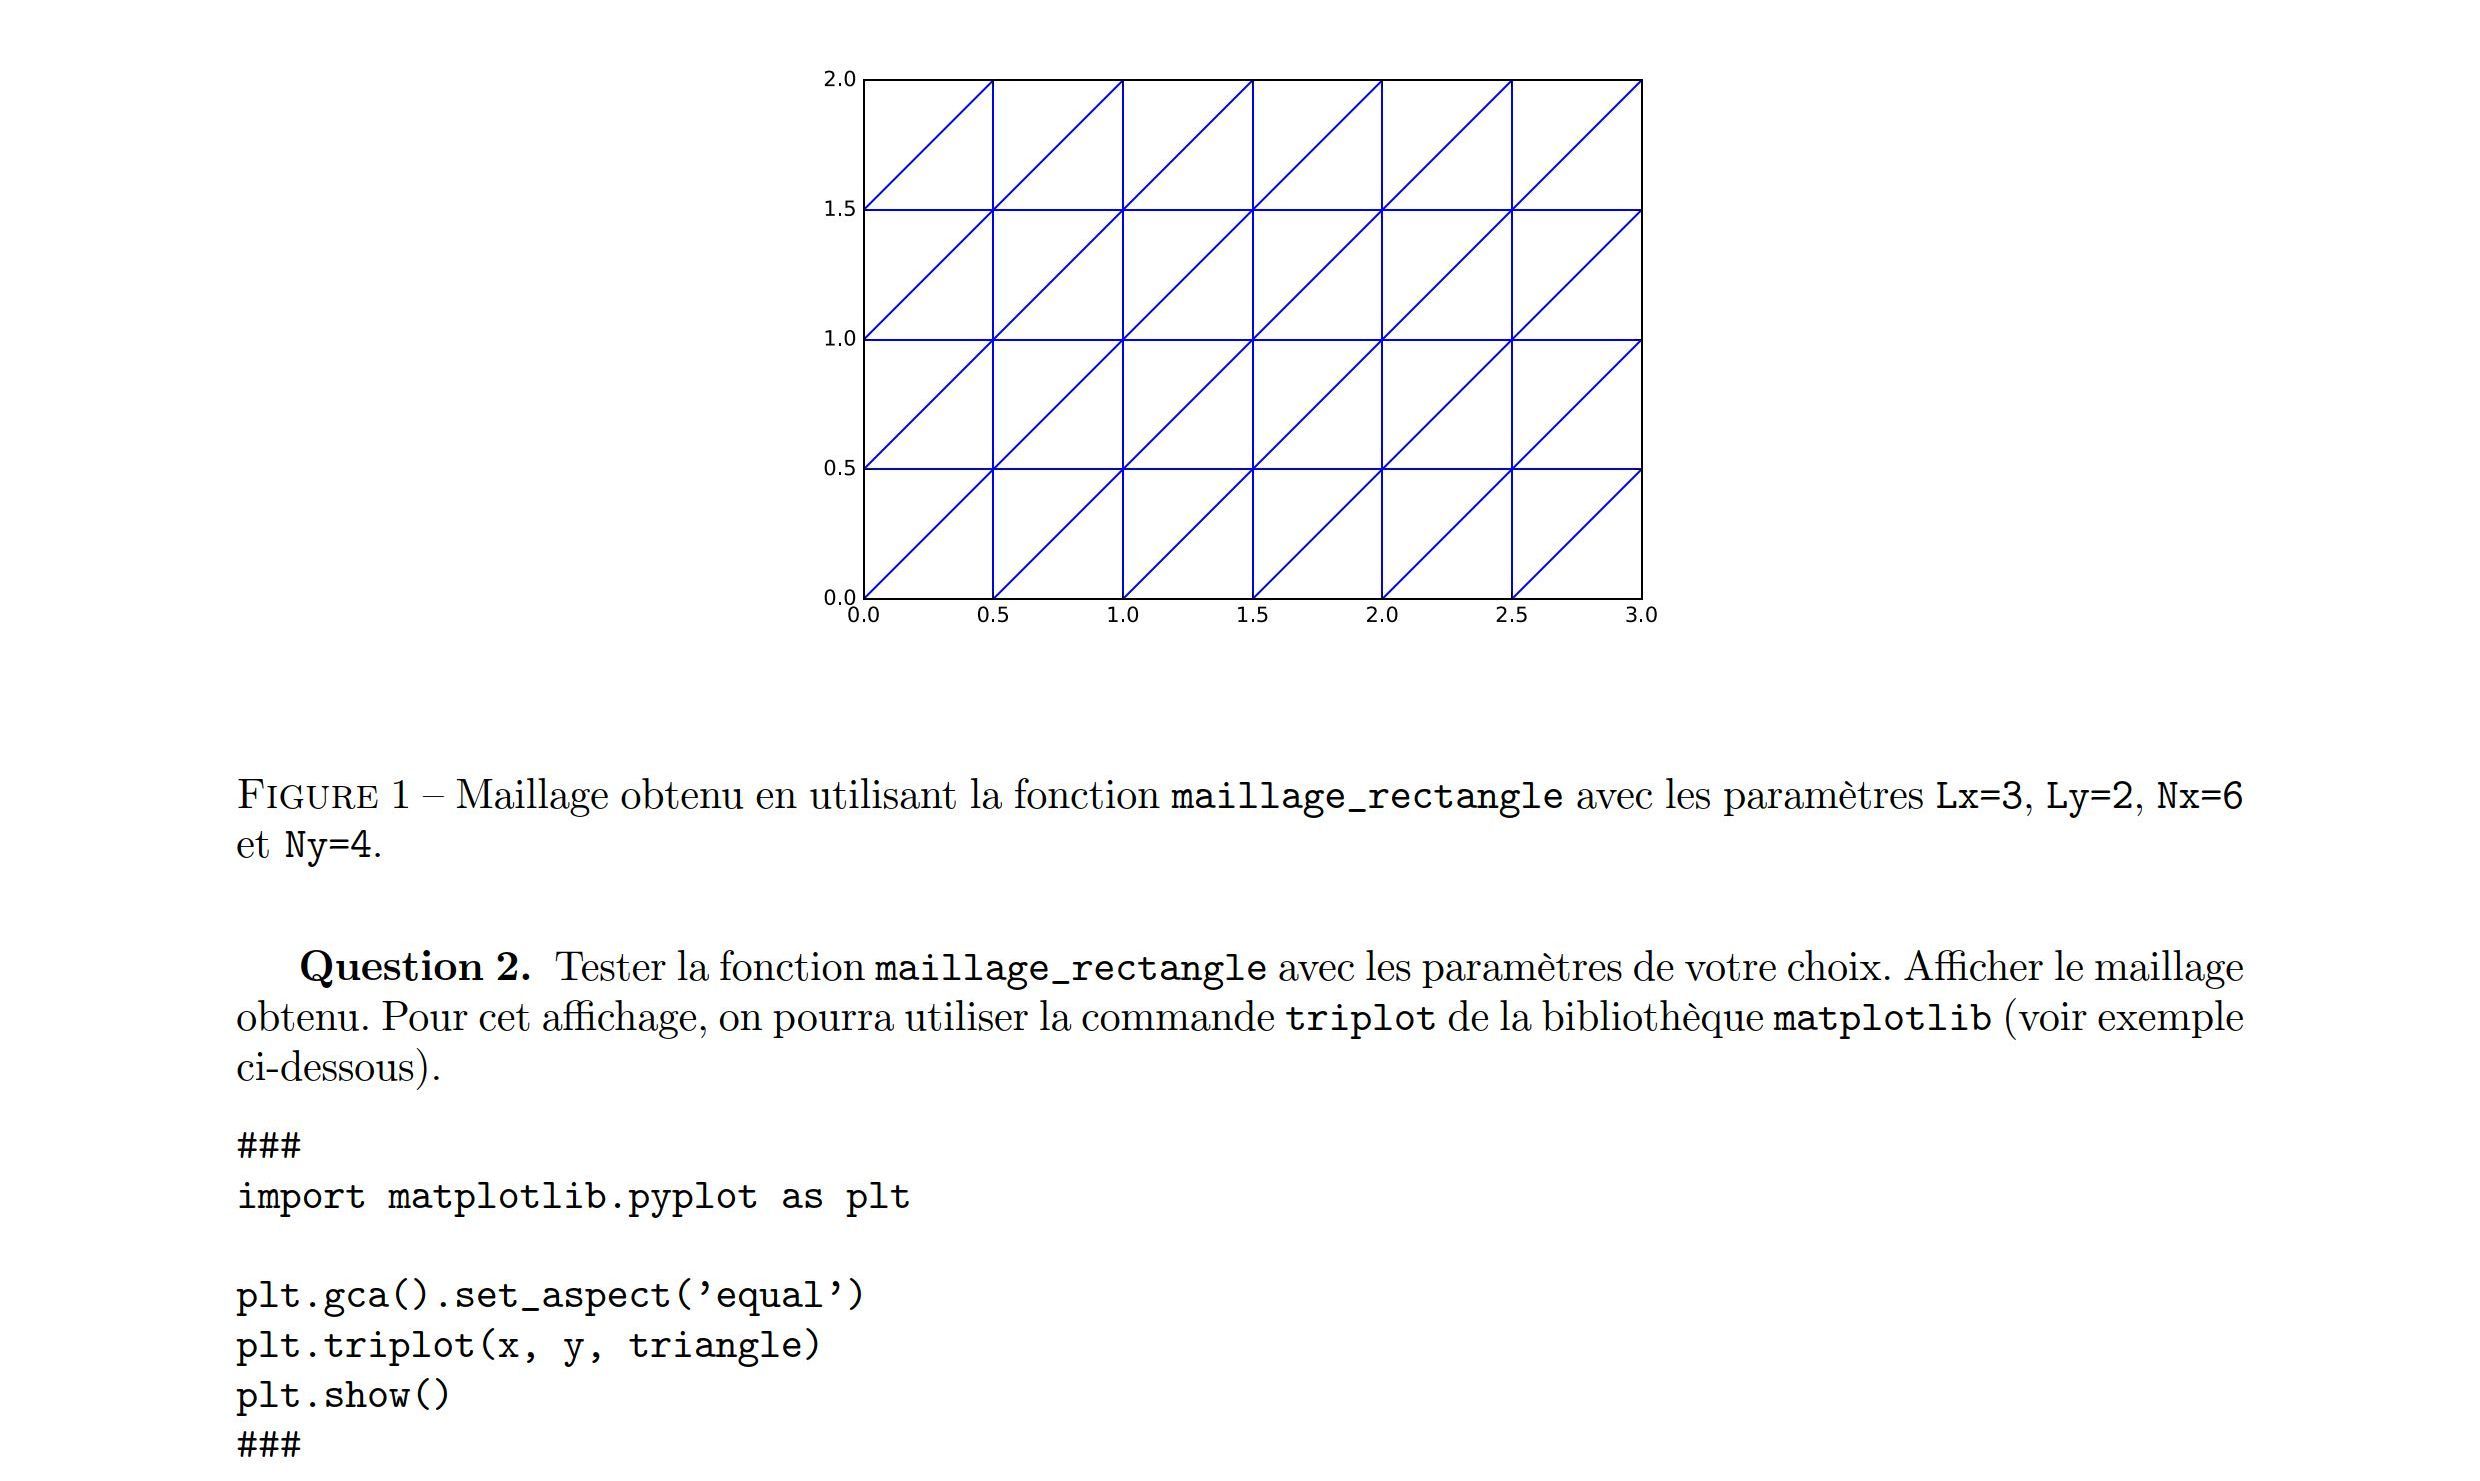 2.0
1.5
1.0
0.5
0.0
0.0 0.5 1.0 1.5 2.0 2.5 3.0
FIGURE 1 – Maillage obtenu en utilisant la fonction maillage_rectangle avec les paramètres Lx=3, Ly=2, Nx=6
et Ny=4.
Question 2. Tester la fonction maillage_rectangle avec les paramètres de votre choix. Afficher le maillage
obtenu. Pour cet affichage, on pourra utiliser la commande triplot de la bibliothèque matplotlib (voir exemple
ci-dessous).
###
import matplotlib.pyplot as plt
plt.gca().set_aspect(’equal’)
plt.triplot(x, y, triangle)
plt.show()
###